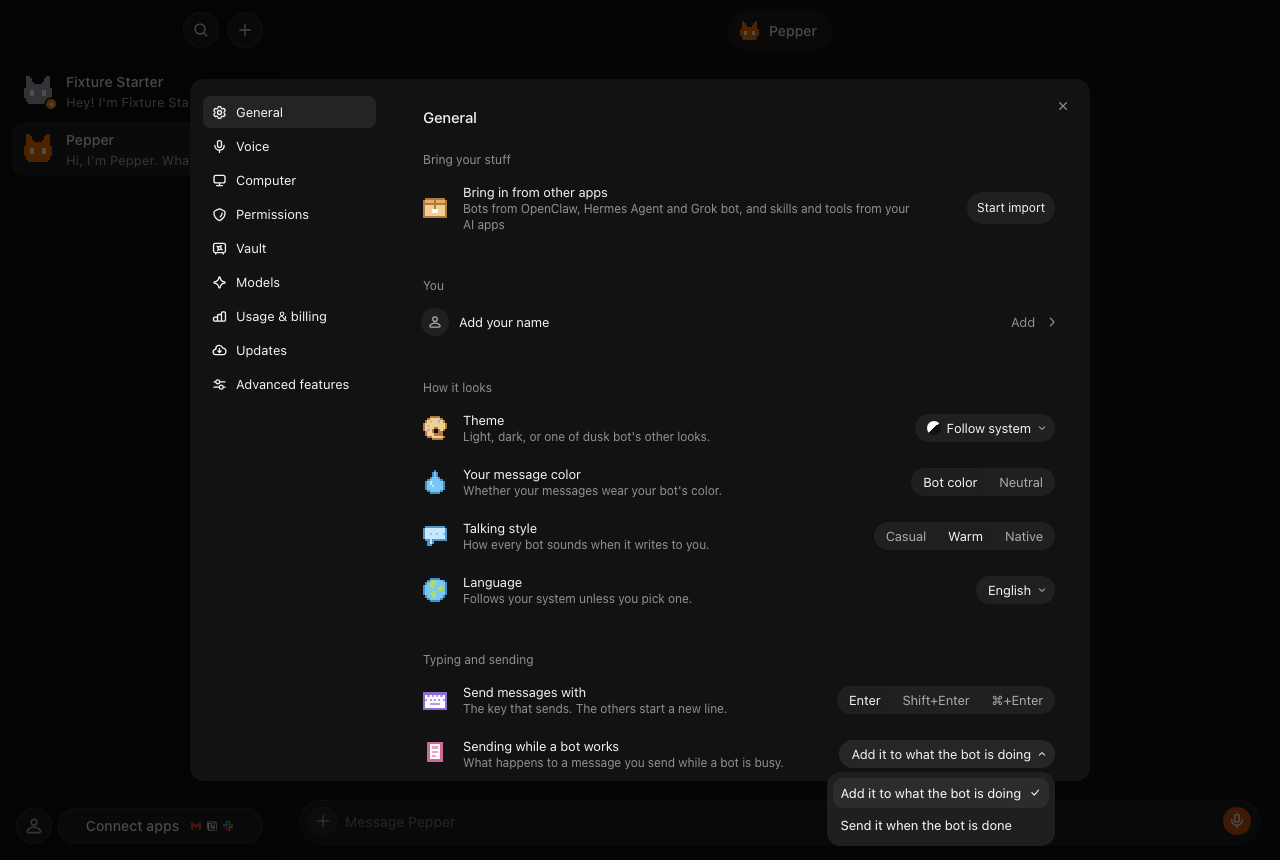 Pepper
Fixture Starter
Hey! I'm Fixture Sta
Pepper
Hi, I'm Pepper. Wha
General
Voice
Computer
Permissions
Vault
Models
Usage & billing
Updates
Advanced features
General
Bring your stuff
Bring in from other apps
Bots from OpenClaw, Hermes Agent and Grok bot, and skills and tools from your
AI apps
Start import
You
Add your name
Add
How it looks
Theme
Light, dark, or one of dusk bot's other looks.
Follow system
Your message color
Whether your messages wear your bot's color.
Bot color Neutral
Talking style
How every bot sounds when it writes to you.
Casual Warm Native
Language
Follows your system unless you pick one.
English
Typing and sending
Send messages with
The key that sends. The others start a new line.
Enter Shift+Enter ⌘+Enter
Sending while a bot works
What happens to a message you send while a bot is busy.
Add it to what the bot is doing
Add it to what the bot is doing
Send it when the bot is done
Connect apps
Message Pepper